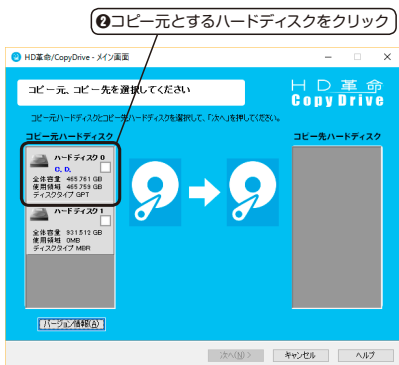 ❷コピー元とするハードディスクをクリック
HD革命/CopyDrive - メイン画面
コピー元、コピー先を選択してください
HD革命
CopyDrive
コピー元ハードディスクとコピー先ハードディスクを選択して、「次へ」を押してください。
コピー元ハードディスク
コピー先ハードディスク
ハードディスク 0
C, D,
全体容量 465.761 GB
使用領域 465.759 GB
ディスクタイプ GPT
ハードディスク 1
全体容量 931.512 GB
使用領域 0MB
ディスクタイプ MBR
バージョン情報(A)
次へ(N) >
キャンセル
ヘルプ